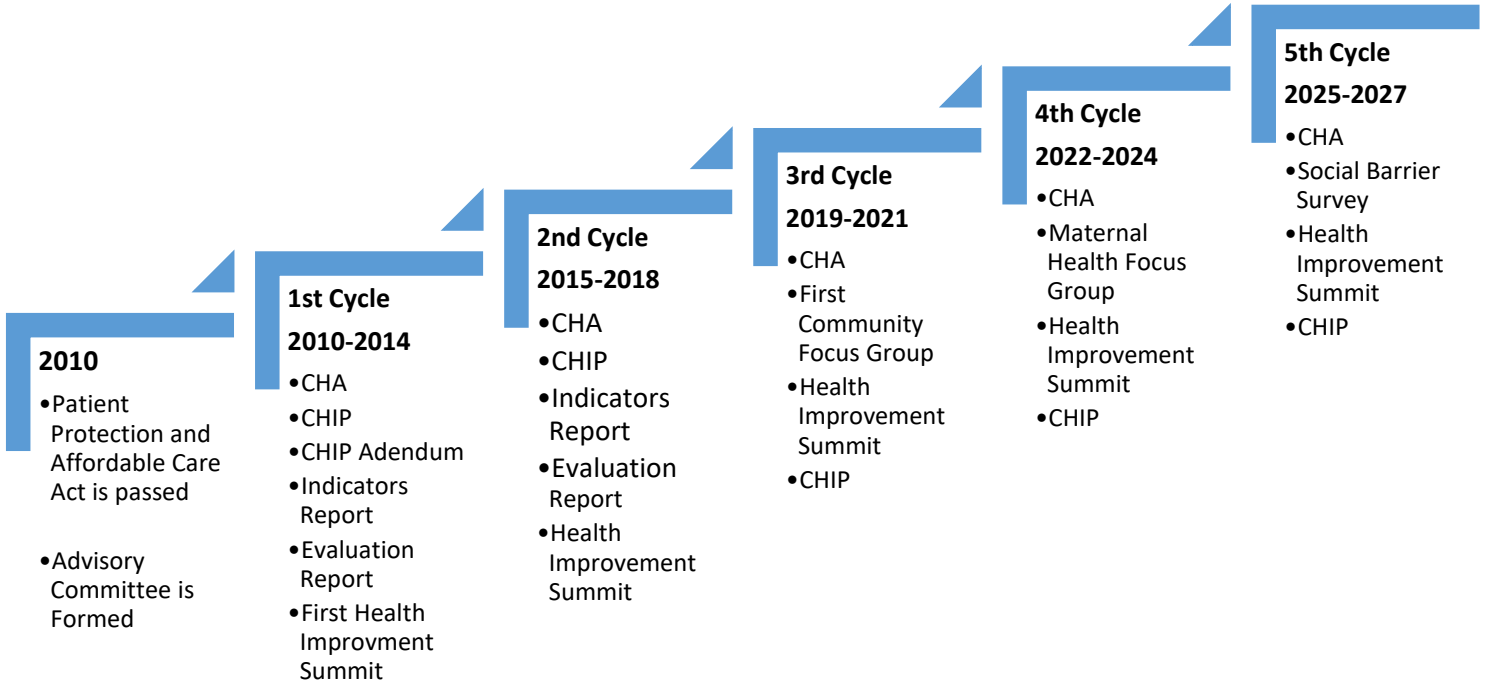 2010
•Patient
Protection and
Affordable Care
Act is passed
•Advisory
Committee is
Formed
1st Cycle
2010-2014
•CHA
•CHIP
•CHIP Adendum
•Indicators
Report
•Evaluation
Report
•First Health
Improvment
Summit
2nd Cycle
2015-2018
•CHA
•CHIP
•Indicators
Report
•Evaluation
Report
•Health
Improvement
Summit
3rd Cycle
2019-2021
•CHA
•First
Community
Focus Group
•Health
Improvement
Summit
•CHIP
4th Cycle
2022-2024
•CHA
•Maternal
Health Focus
Group
•Health
Improvement
Summit
•CHIP
5th Cycle
2025-2027
•CHA
•Social Barrier
Survey
•Health
Improvement
Summit
•CHIP